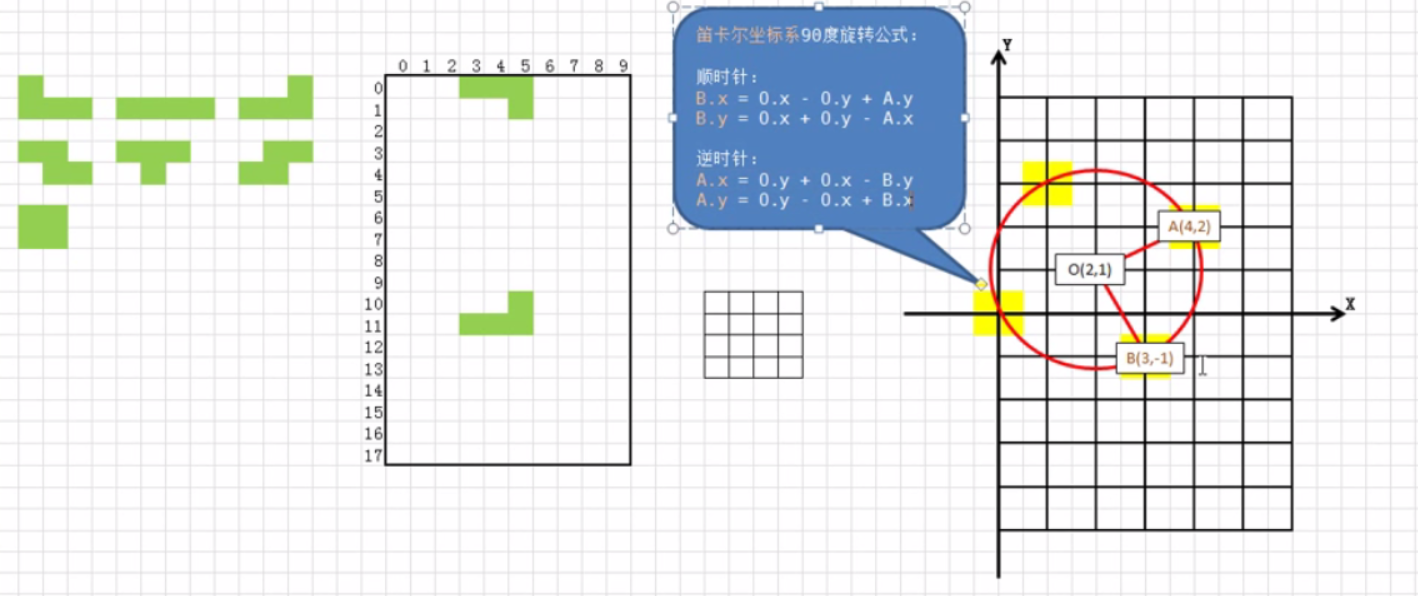 0 1 2 3 4 5 6 7 8 9
0
1
2
3
4
5
6
7
8
9
10
11
12
13
14
15
16
17
笛卡尔坐标系90度旋转公式:
顺时针:
B.x = O.x - O.y + A.y
B.y = O.x + O.y - A.x
逆时针:
A.x = O.y + O.x - B.y
A.y = O.y - O.x + B.x
Y
A(4,2)
O(2,1)
X
B(3,-1)